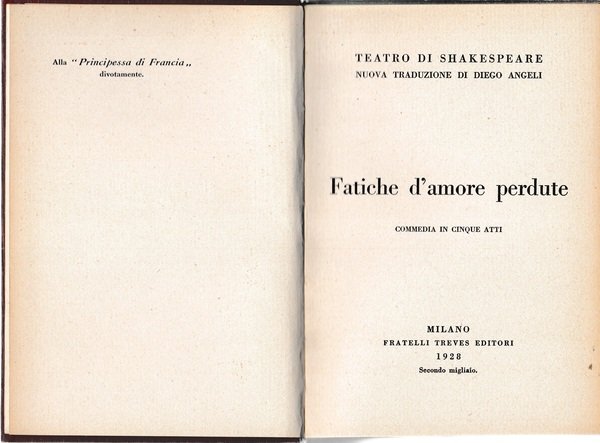 Alla "Principessa di Francia„
divotamente.
TEATRO DI SHAKESPEARE
NUOVA TRADUZIONE DI DIEGO ANGELI
Fatiche d'amore perdute
COMMEDIA IN CINQUE ATTI
MILANO
FRATELLI TREVES EDITORI
1928
Secondo migliaio.